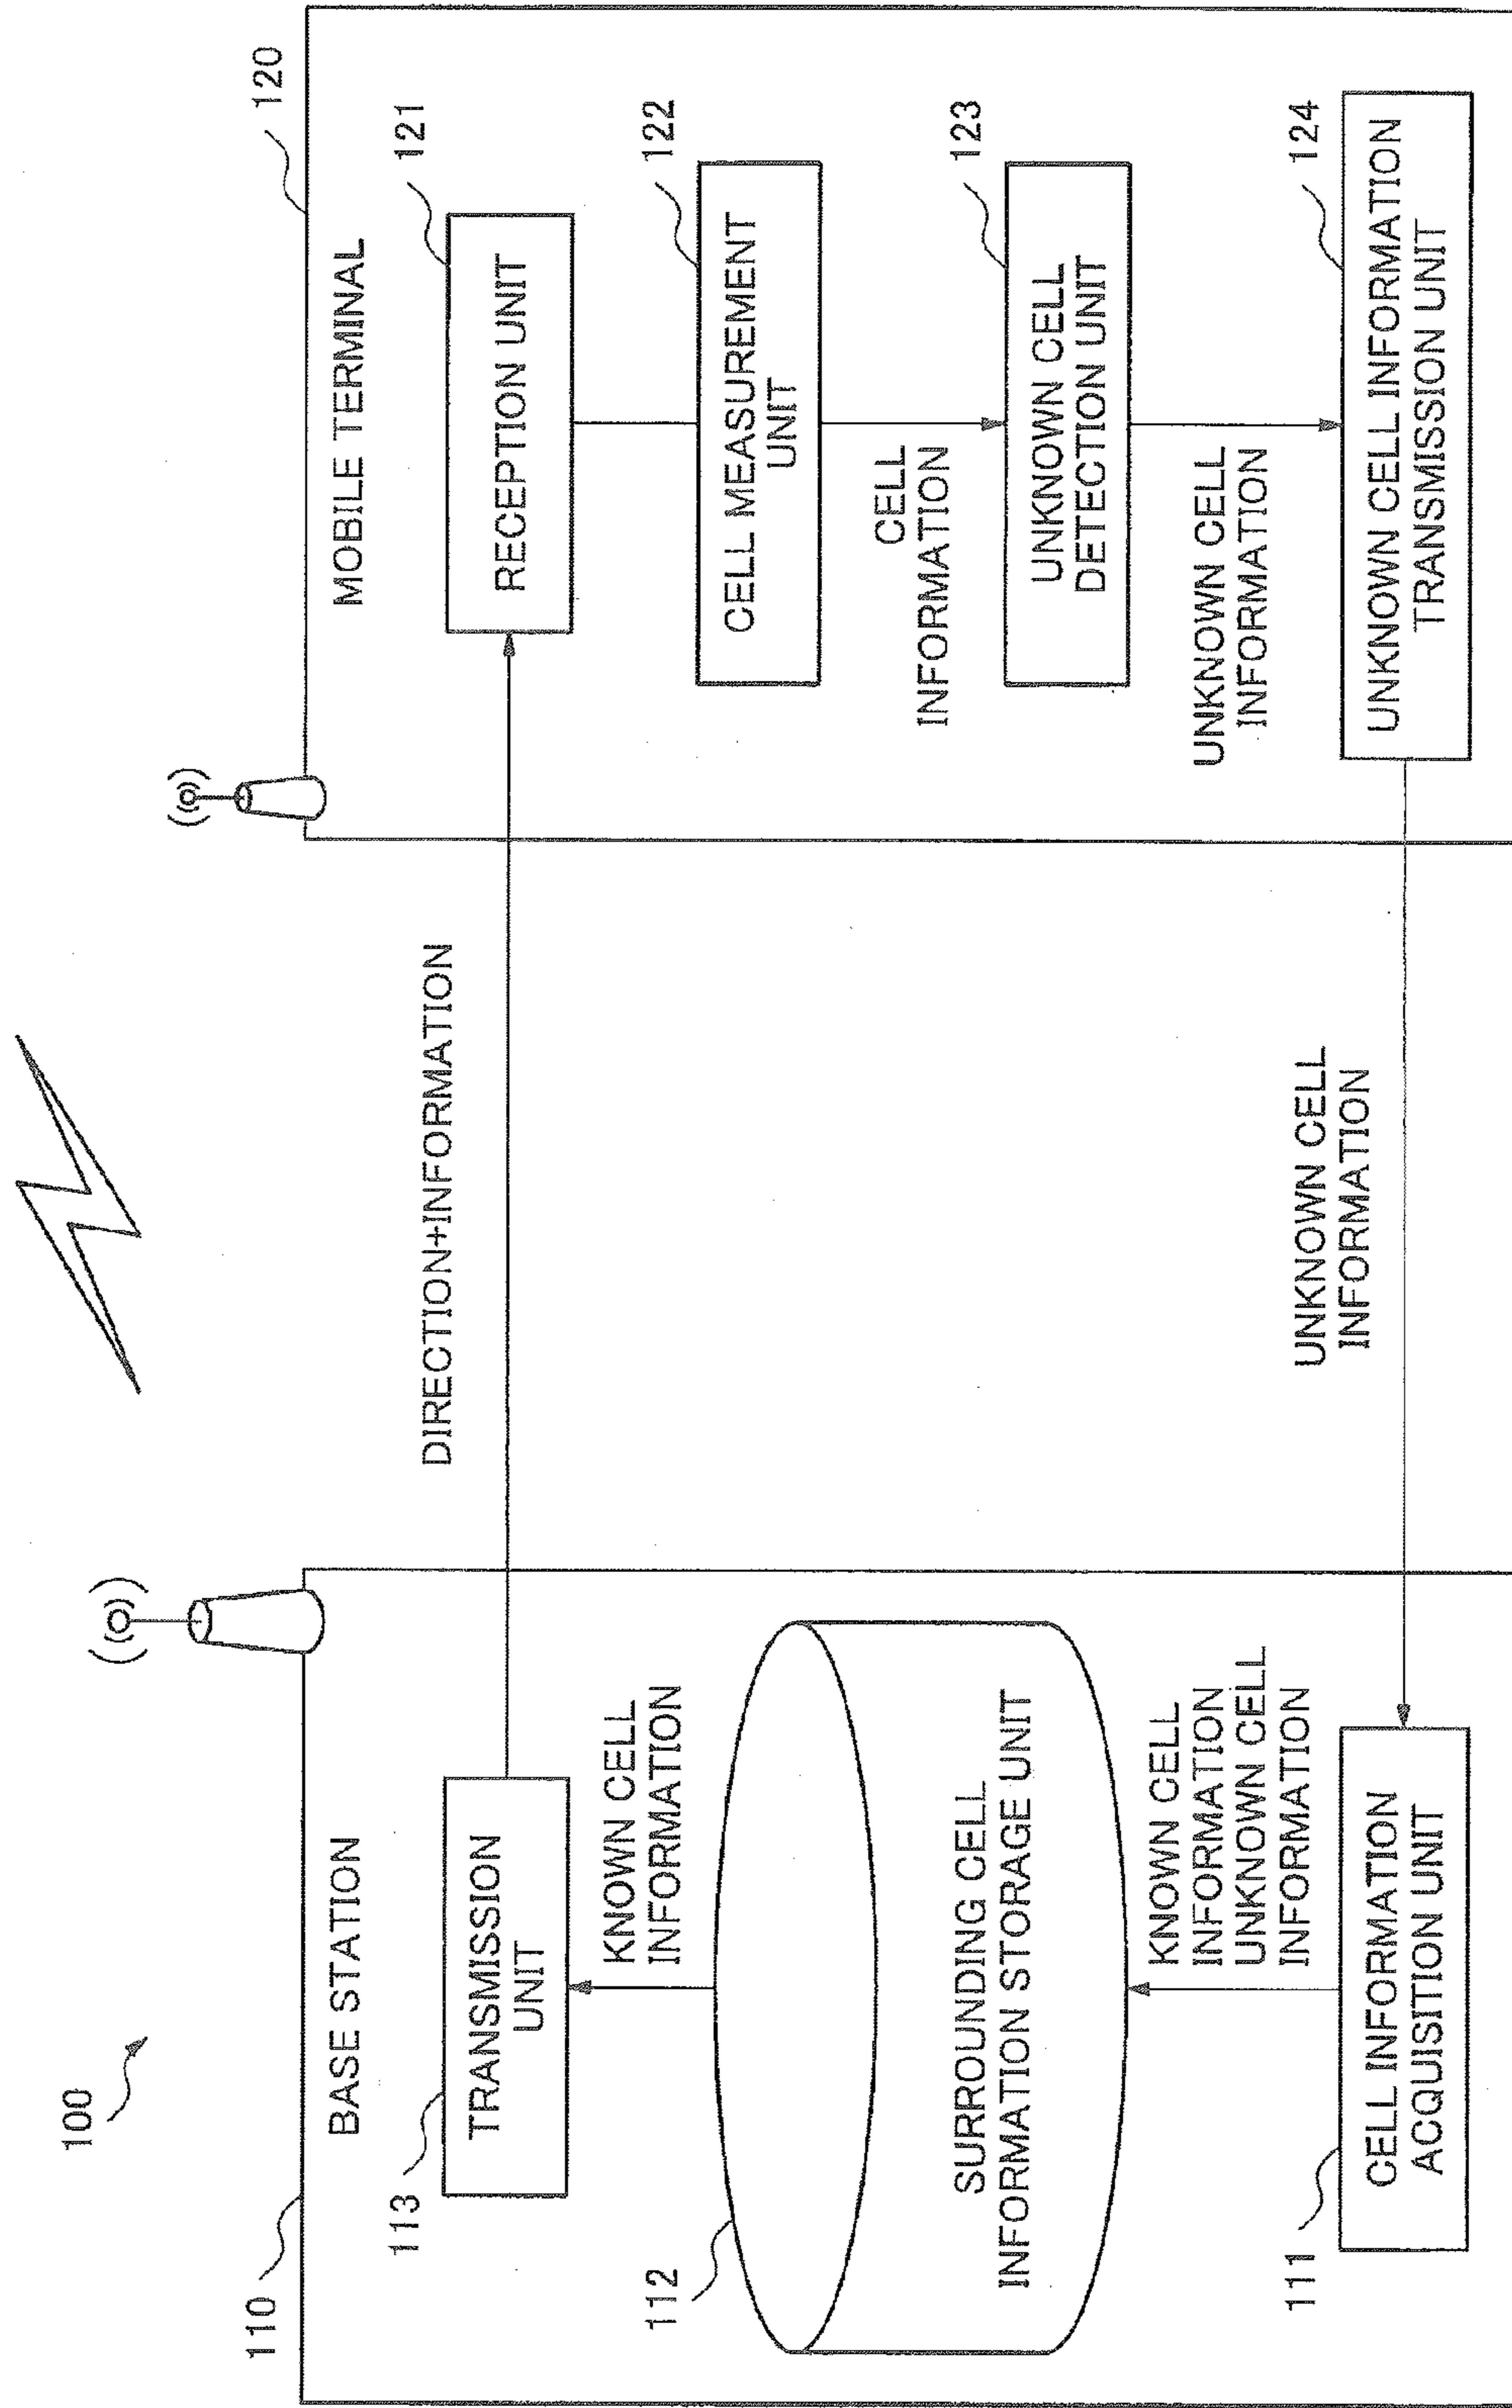 100
110
BASE STATION
113
TRANSMISSION
UNIT
KNOWN CELL
INFORMATION
112
SURROUNDING CELL
INFORMATION STORAGE UNIT
KNOWN CELL
INFORMATION
UNKNOWN CELL
INFORMATION
111
CELL INFORMATION
ACQUISITION UNIT
DIRECTION+INFORMATION
UNKNOWN CELL
INFORMATION
120
MOBILE TERMINAL
121
RECEPTION UNIT
122
CELL MEASUREMENT
UNIT
CELL
INFORMATION
123
UNKNOWN CELL
DETECTION UNIT
UNKNOWN CELL
INFORMATION
124
UNKNOWN CELL INFORMATION
TRANSMISSION UNIT